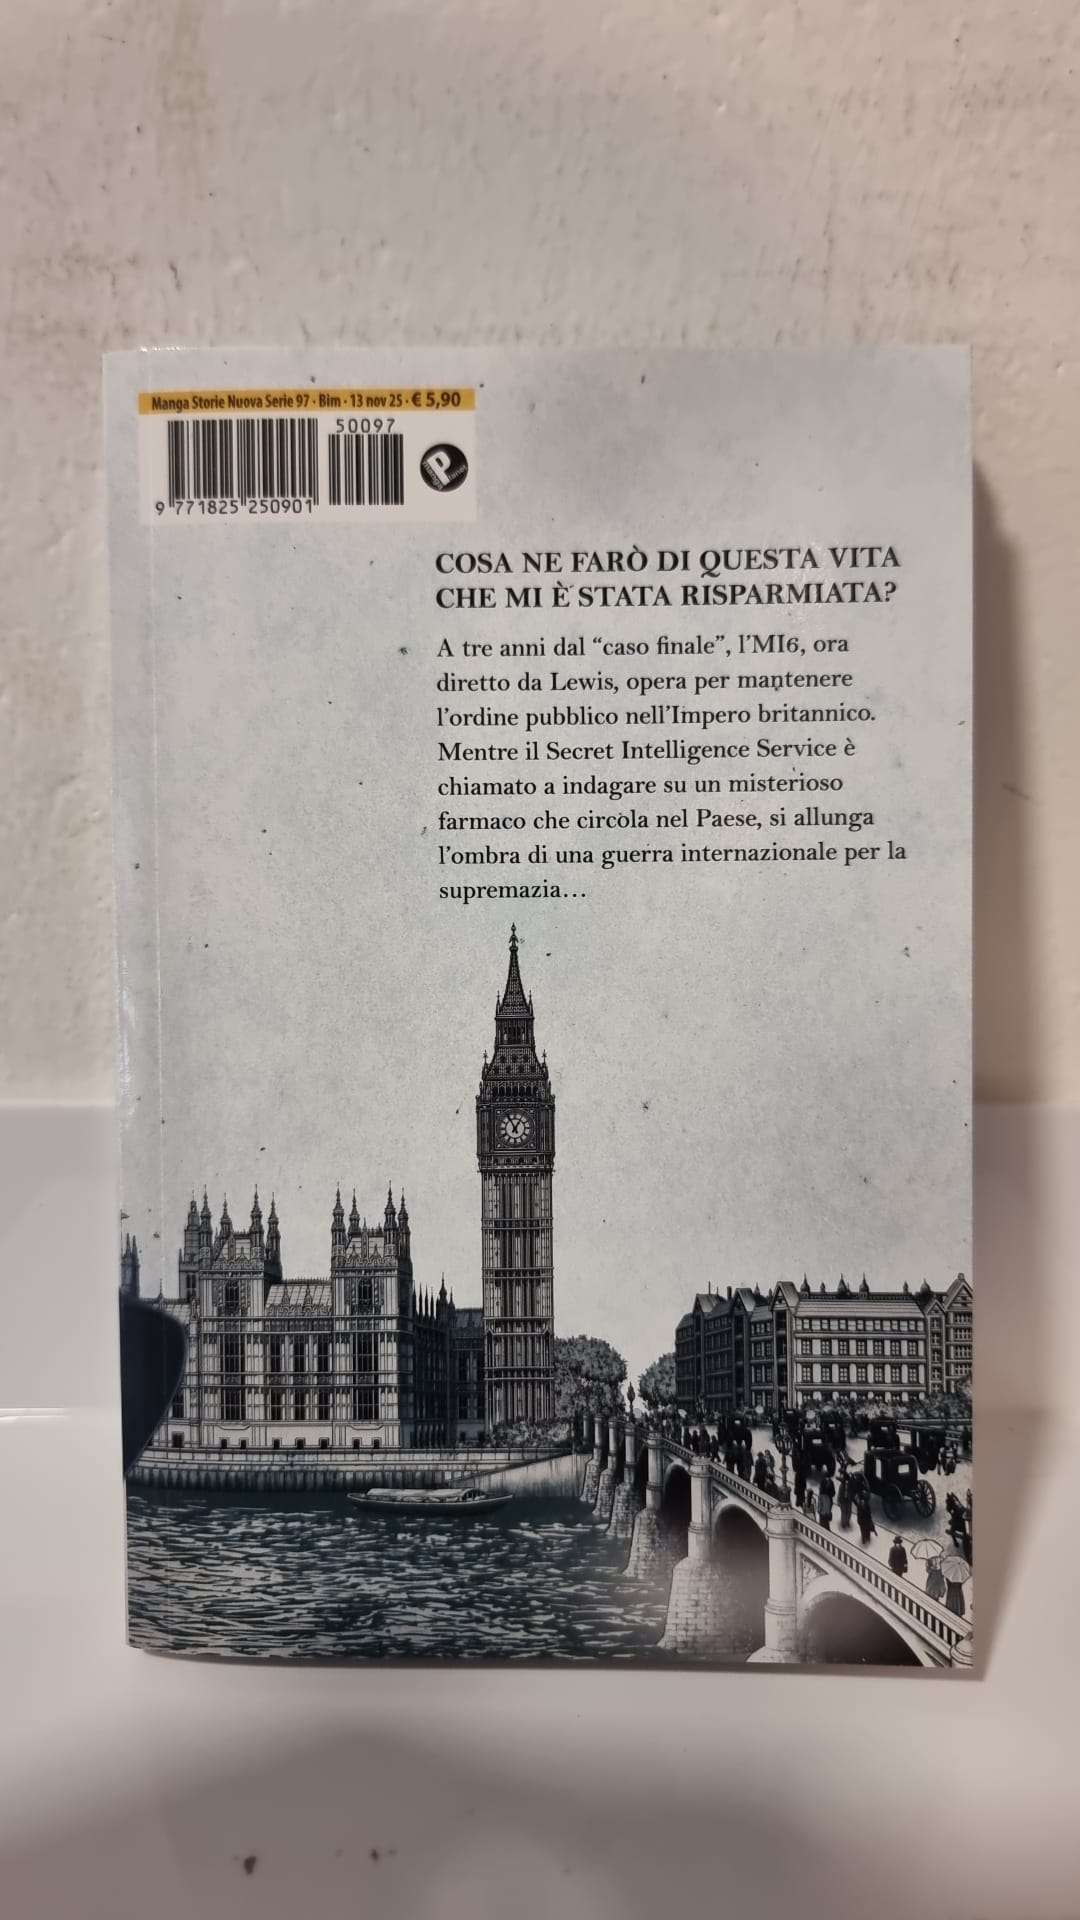 Manga Storie Nuova Serie 97 · Bim · 13 nov 25 · € 5,90
50097
9 771825 250901
P
manga planet
COSA NE FARÒ DI QUESTA VITA
CHE MI È STATA RISPARMIATA?
A tre anni dal “caso finale”, l’MI6, ora
diretto da Lewis, opera per mantenere
l’ordine pubblico nell’Impero britannico.
Mentre il Secret Intelligence Service è
chiamato a indagare su un misterioso
farmaco che circola nel Paese, si allunga
l’ombra di una guerra internazionale per la
supremazia…